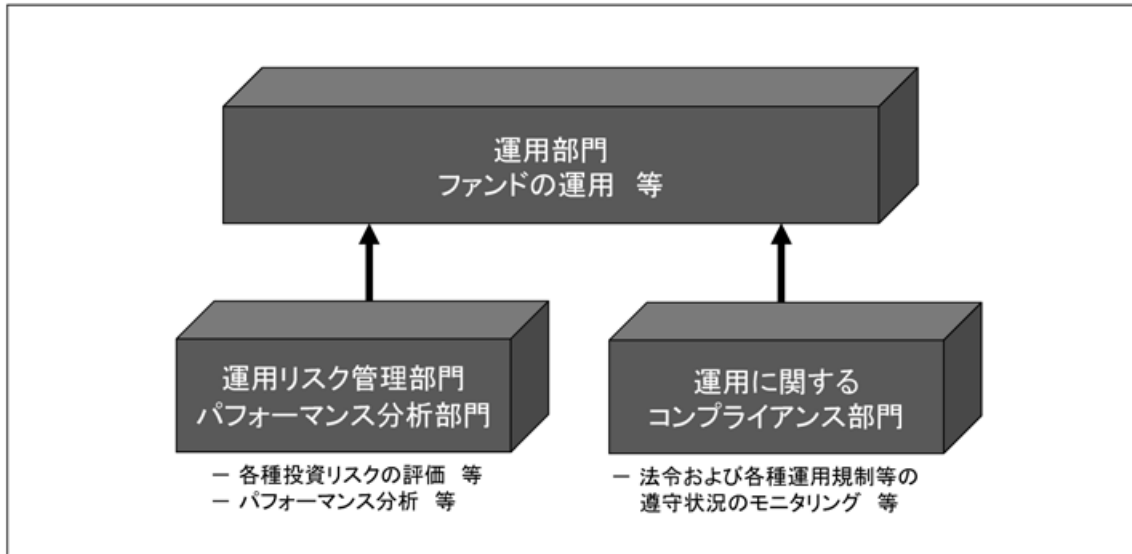 運用部門
ファンドの運用 等
運用リスク管理部門
パフォーマンス分析部門
－ 各種投資リスクの評価 等
－ パフォーマンス分析 等
運用に関する
コンプライアンス部門
－ 法令および各種運用規制等の
遵守状況のモニタリング 等